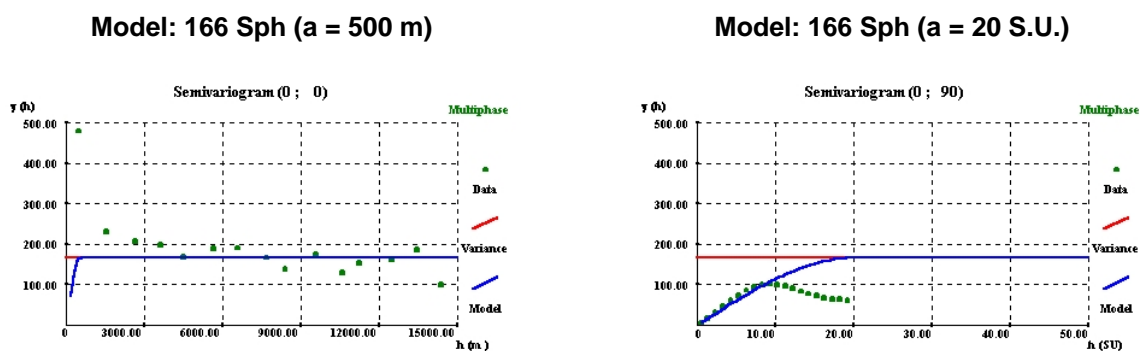 Model: 166 Sph (a = 500 m)
Semivariogram (0 ; 0)
γ (h)
Multiphase
500.00
400.00
300.00
200.00
100.00
0
3000.00
6000.00
9000.00
12000.00
15000.00
h (m )
Data
Variance
Model
Model: 166 Sph (a = 20 S.U.)
Semivariogram (0 ; 90)
γ (h)
Multiphase
500.00
400.00
300.00
200.00
100.00
0
10.00
20.00
30.00
40.00
50.00
h (SU)
Data
Variance
Model